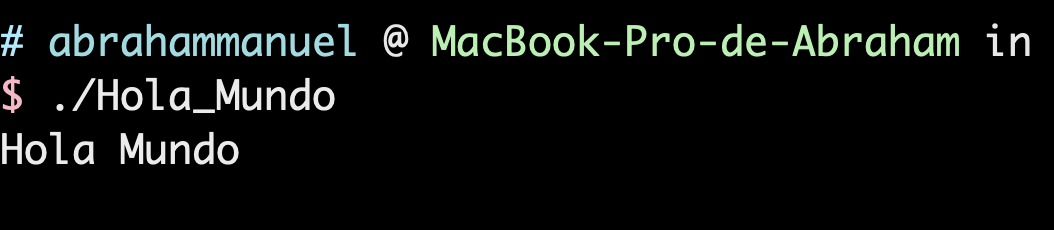 # abrahammanuel @ MacBook-Pro-de-Abraham in
$ ./Hola_Mundo
Hola Mundo